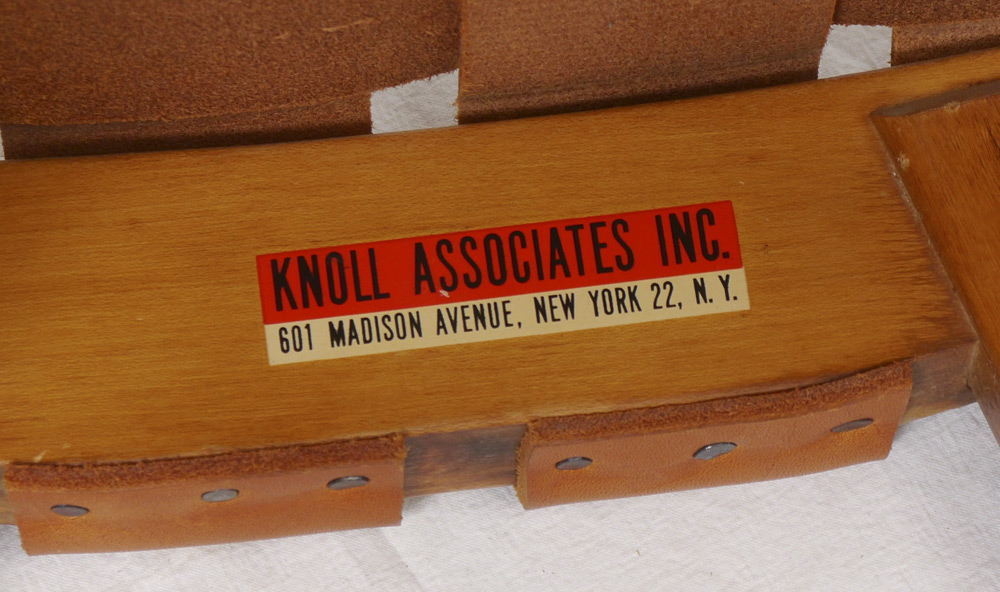 KNOLL ASSOCIATES INC.
601 MADISON AVENUE, NEW YORK 22, N.Y.